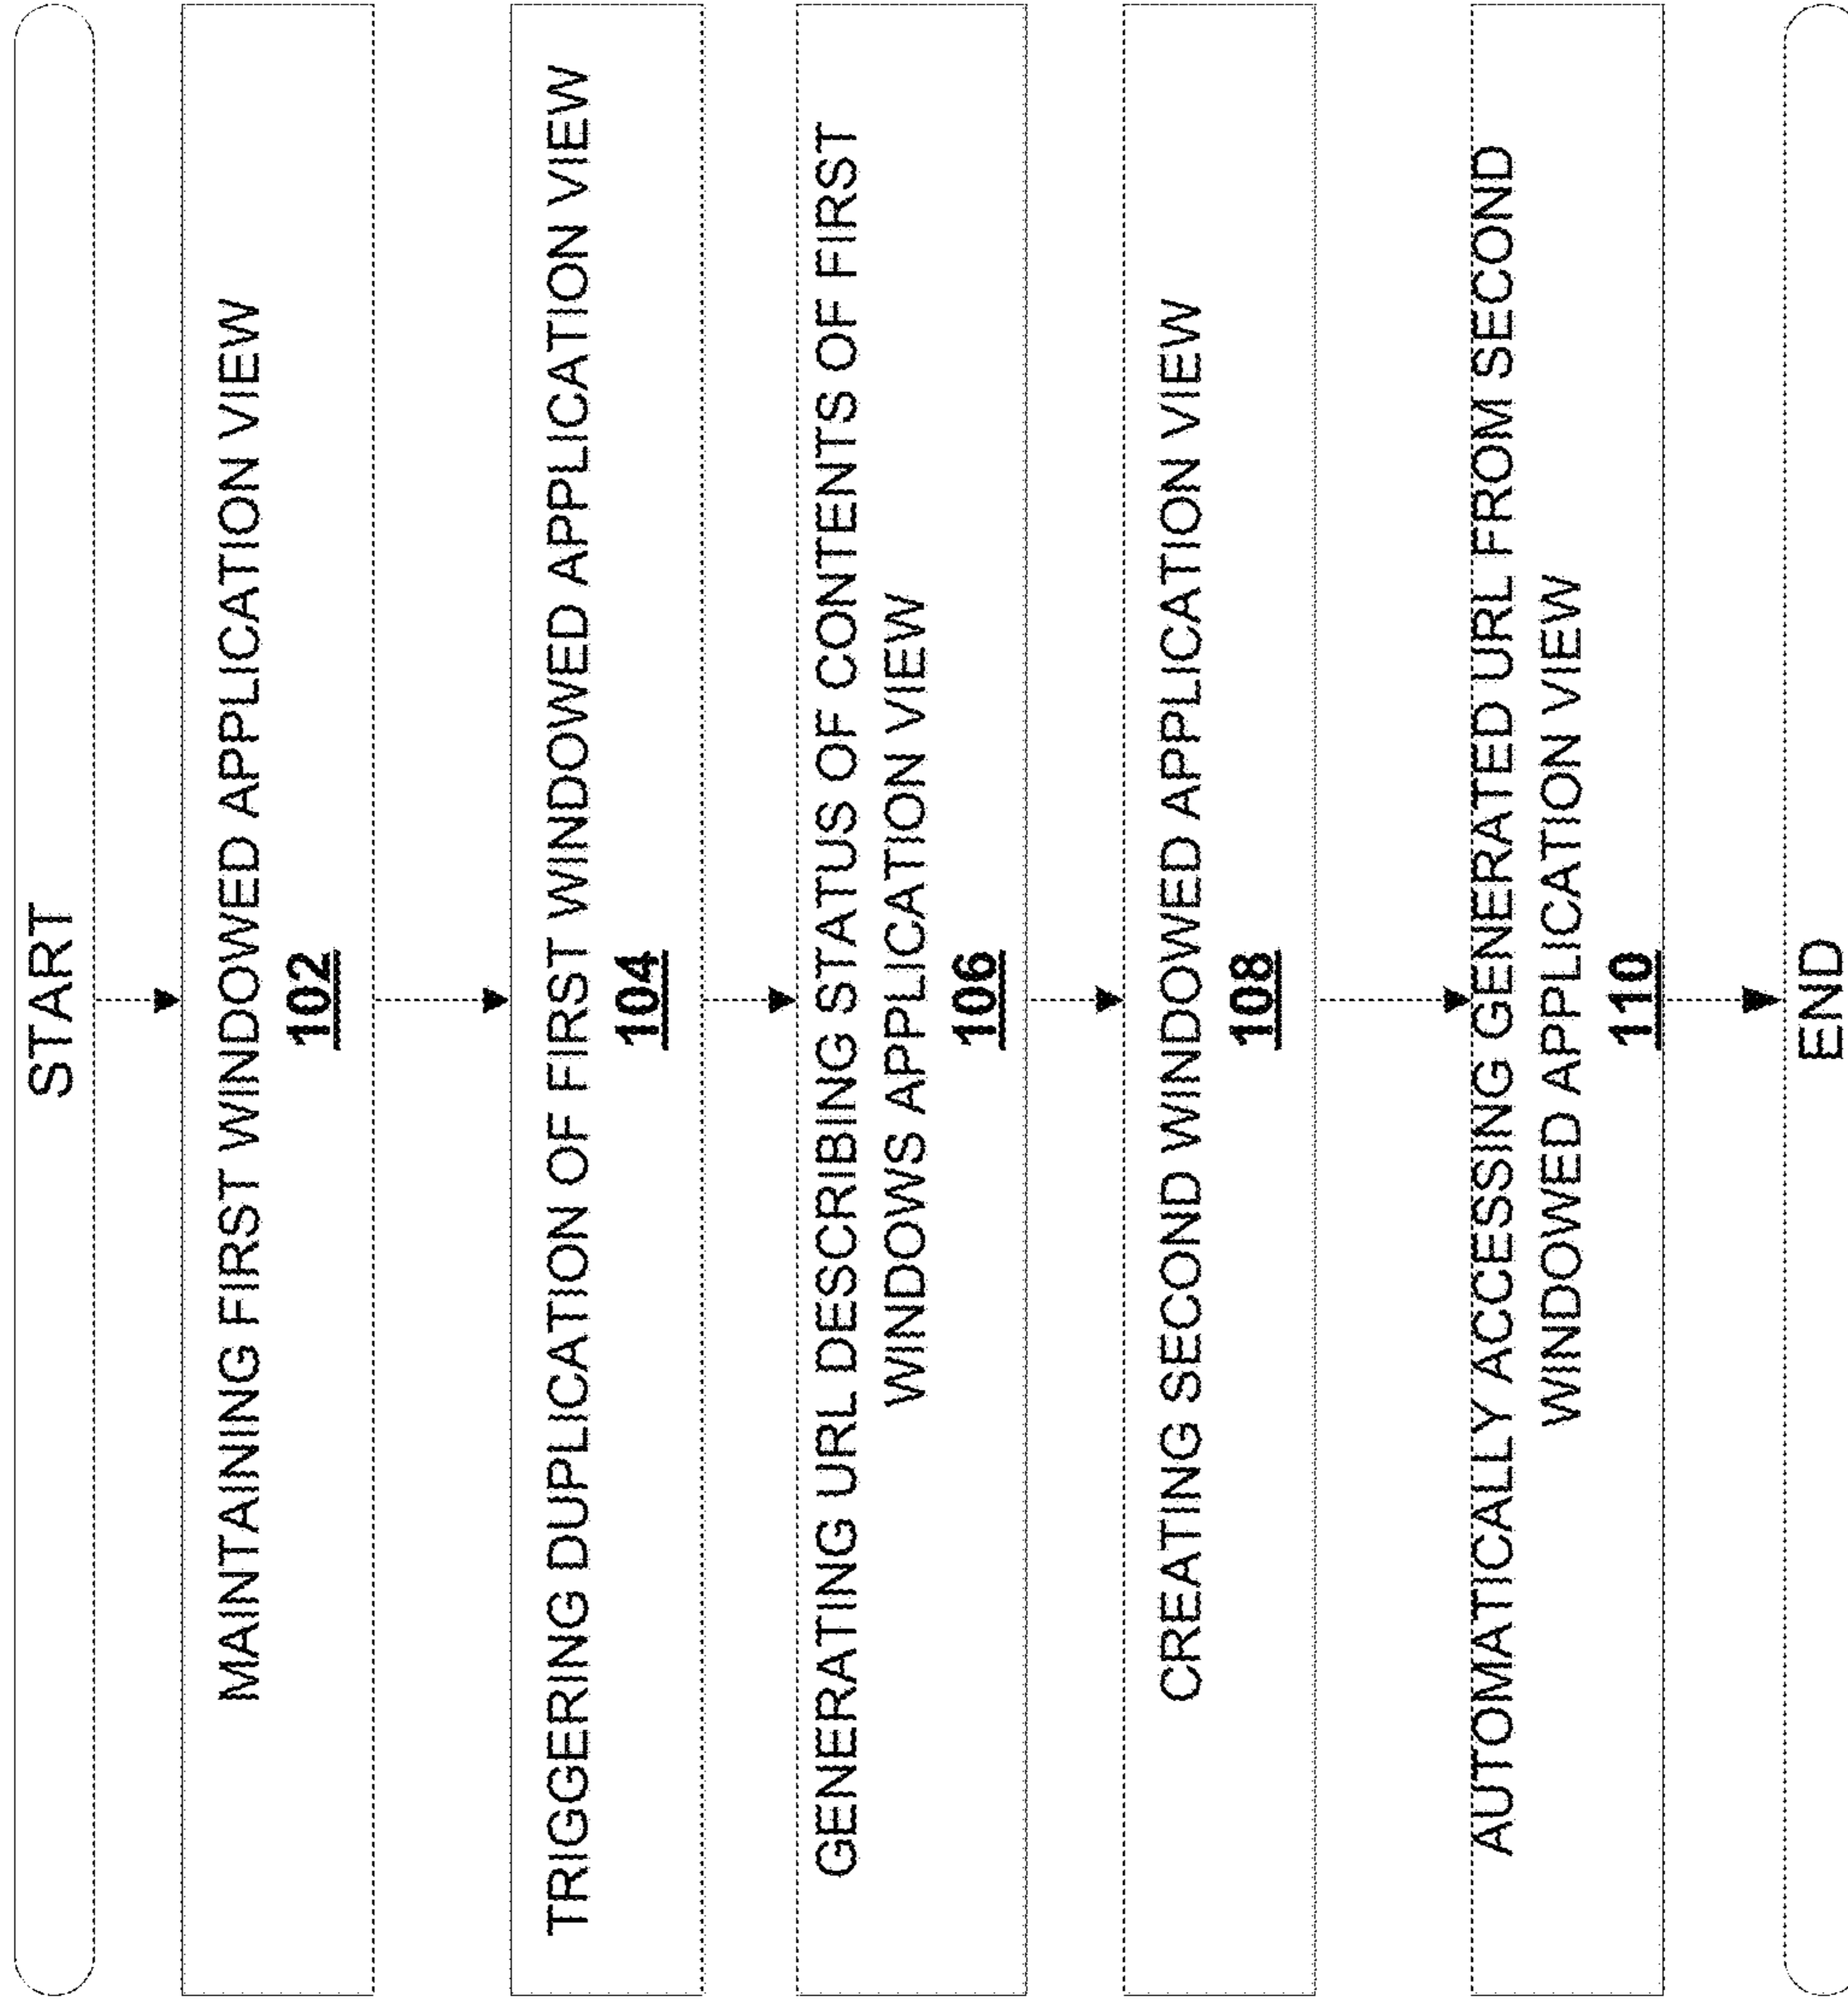 START
MAINTAINING FIRST WINDOWED APPLICATION VIEW
102
TRIGGERING DUPLICATION OF FIRST WINDOWED APPLICATION VIEW
104
GENERATING URL DESCRIBING STATUS OF CONTENTS OF FIRST
WINDOWS APPLICATION VIEW
106
CREATING SECOND WINDOWED APPLICATION VIEW
108
AUTOMATICALLY ACCESSING GENERATED URL FROM SECOND
WINDOWED APPLICATION VIEW
110
END